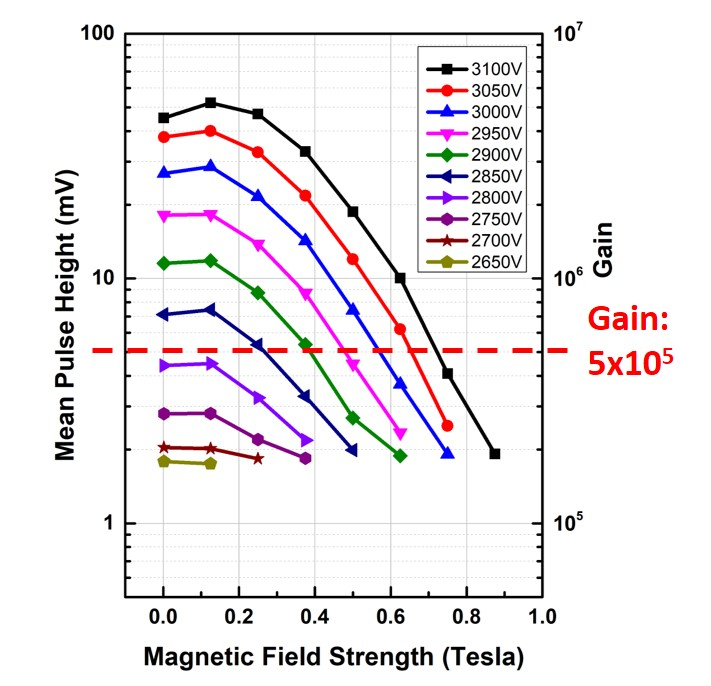 100
10
1
Mean Pulse Height (mV)
10⁷
10⁶
10⁵
Gain
3100V
3050V
3000V
2950V
2900V
2850V
2800V
2750V
2700V
2650V
Gain:
5x10⁵
0.0 0.2 0.4 0.6 0.8 1.0
Magnetic Field Strength (Tesla)